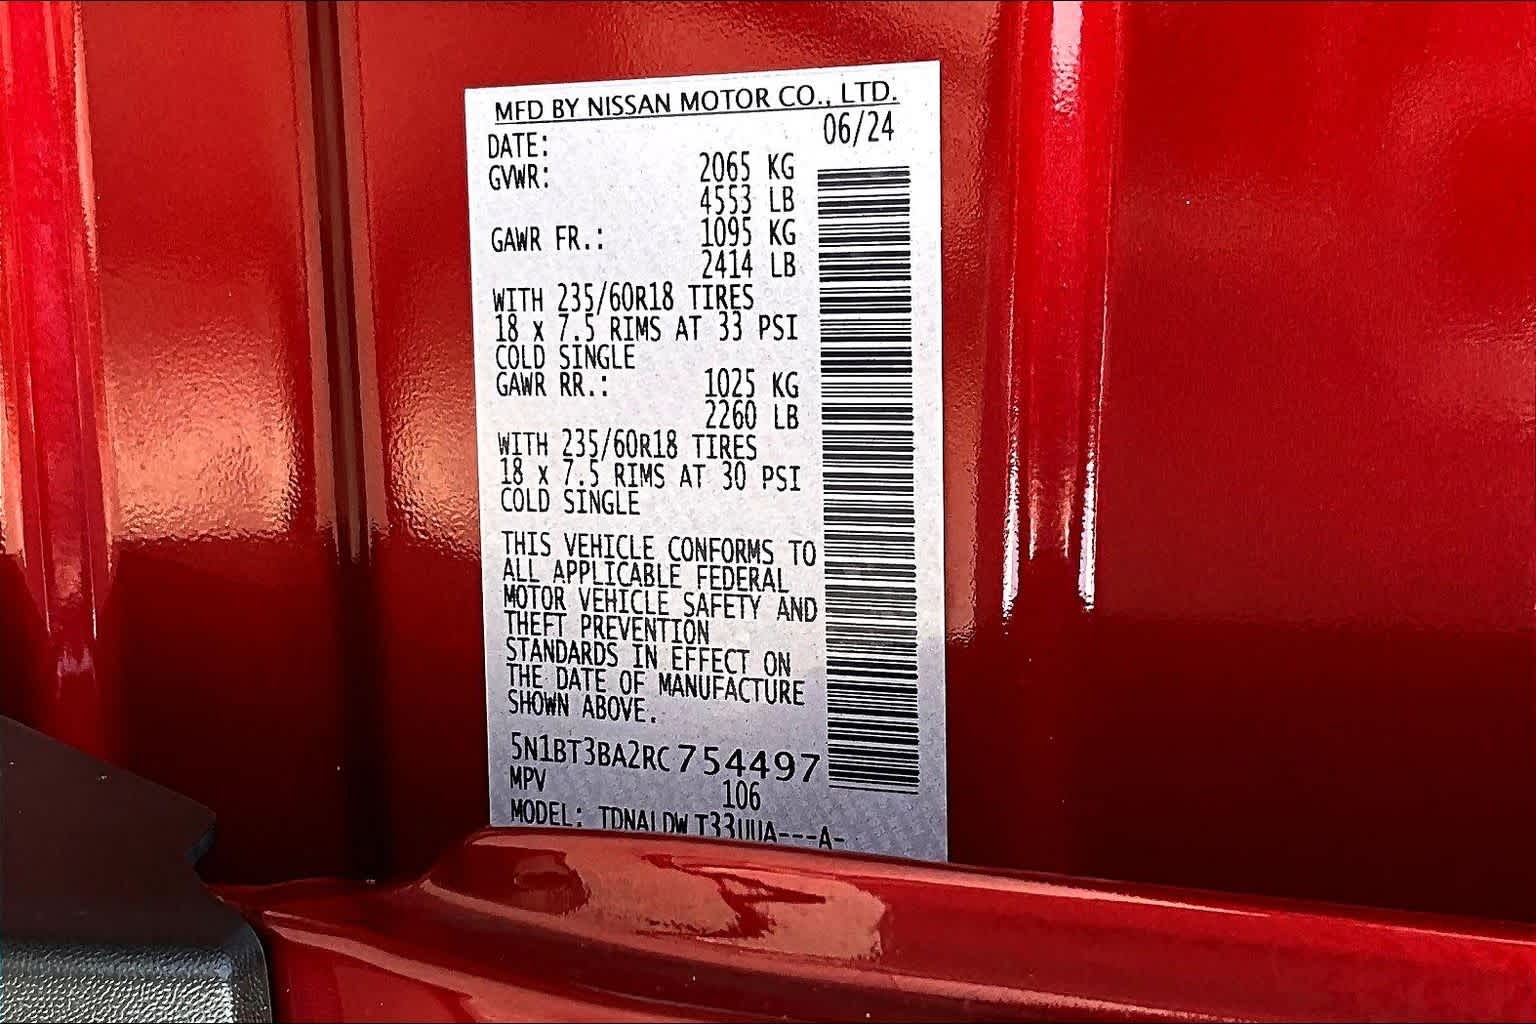 MFD BY NISSAN MOTOR CO., LTD.
DATE: 06/24
GVWR: 2065 KG
4553 LB
GAWR FR.: 1095 KG
2414 LB
WITH 235/60R18 TIRES
18 x 7.5 RIMS AT 33 PSI
COLD SINGLE
GAWR RR.: 1025 KG
2260 LB
WITH 235/60R18 TIRES
18 x 7.5 RIMS AT 30 PSI
COLD SINGLE
THIS VEHICLE CONFORMS TO
ALL APPLICABLE FEDERAL
MOTOR VEHICLE SAFETY AND
THEFT PREVENTION
STANDARDS IN EFFECT ON
THE DATE OF MANUFACTURE
SHOWN ABOVE.
5N1BT3BA2RC754497
MPV 106
MODEL: